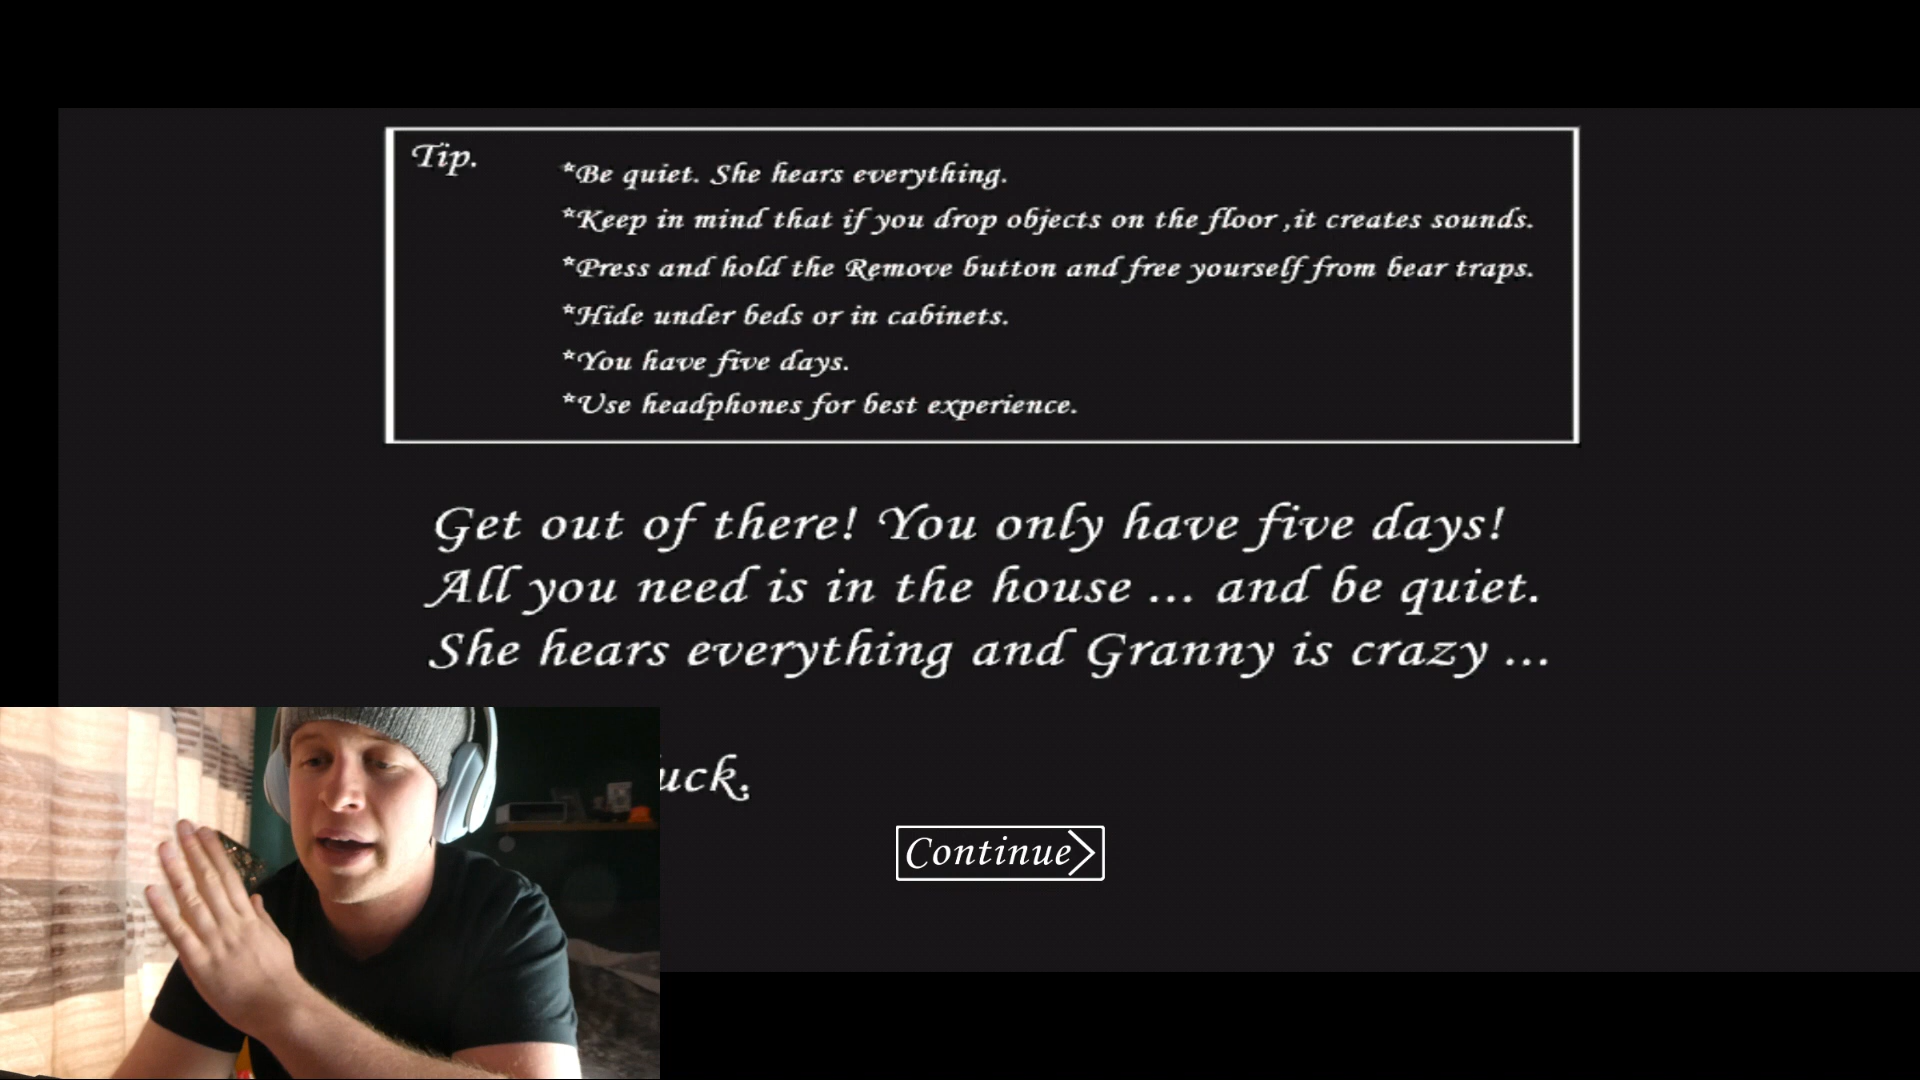 Tip.
*Be quiet. She hears everything.
*Keep in mind that if you drop objects on the floor ,it creates sounds.
*Press and hold the Remove button and free yourself from bear traps.
*Hide under beds or in cabinets.
*You have five days.
*Use headphones for best experience.
Get out of there! You only have five days!
All you need is in the house ... and be quiet.
She hears everything and Granny is crazy ...
uck.
Continue